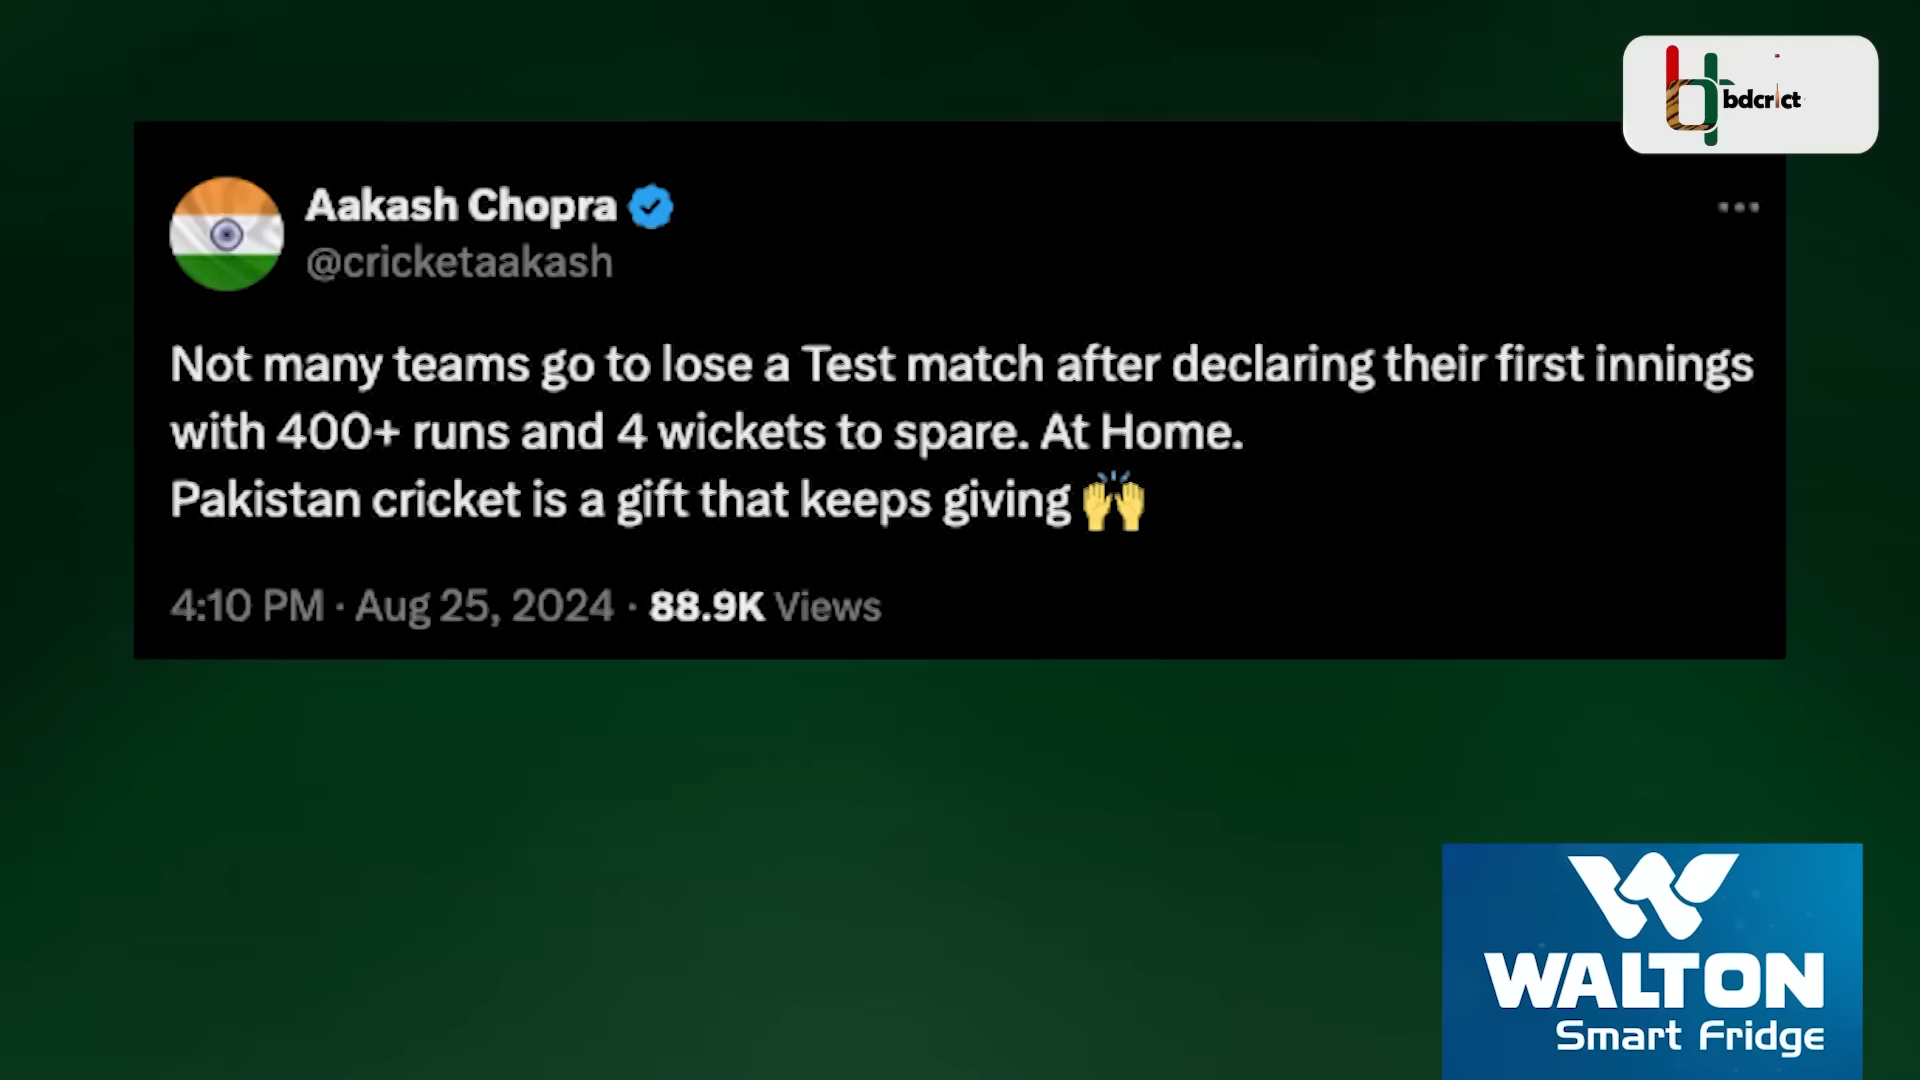 bdcrict
Aakash Chopra
@cricketaakash
Not many teams go to lose a Test match after declaring their first innings
with 400+ runs and 4 wickets to spare. At Home.
Pakistan cricket is a gift that keeps giving 🙌
4:10 PM · Aug 25, 2024 · 88.9K Views
WALTON
Smart Fridge